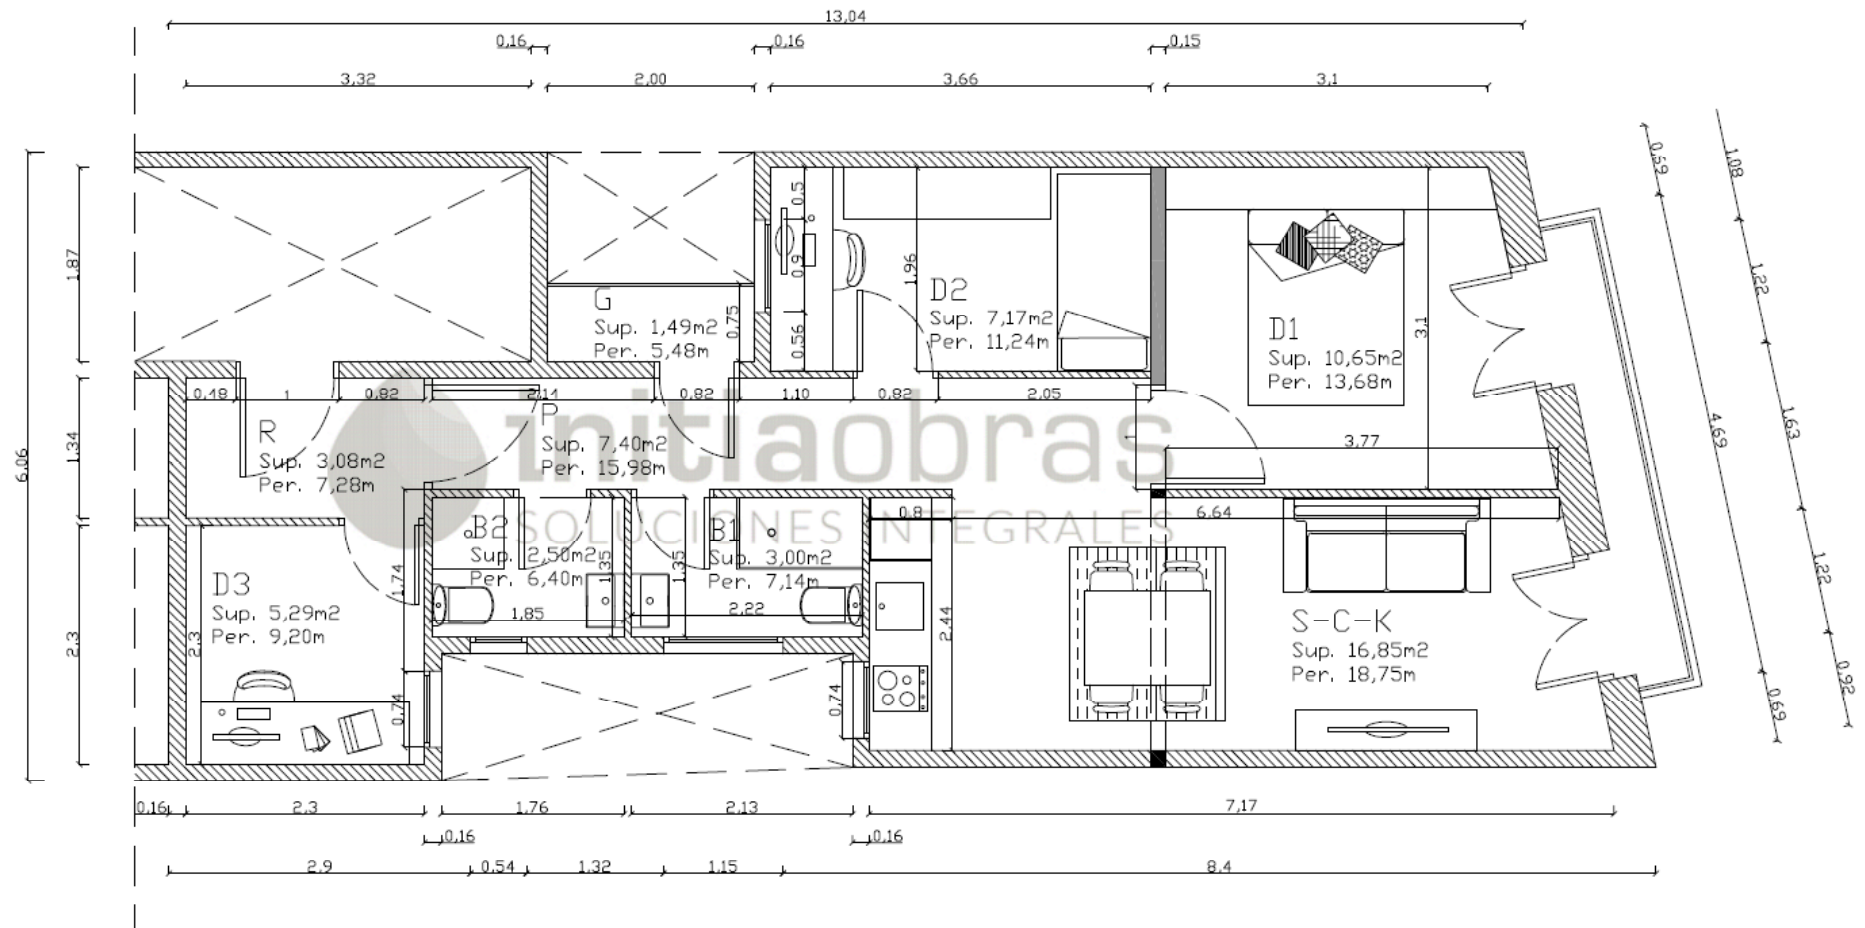 13,04
0,16
0,16
0,15
3,32
2,00
3,66
3,1
0,59
1,08
1,22
1,63
4,69
1,22
0,92
0,69
6,06
1,87
1,34
2,3
0,5
0,9
0,56
1,96
0,75
3,1
G
Sup. 1,49m2
Per. 5,48m
D2
Sup. 7,17m2
Per. 11,24m
D1
Sup. 10,65m2
Per. 13,68m
0,48
1
0,82
2,11
0,82
1,10
0,82
2,05
1
3,77
R
Sup. 3,08m2
Per. 7,28m
P
Sup. 7,40m2
Per. 15,98m
initiaobras
SOLUCIONES INTEGRALES
0,8
6,64
B2
Sup. 2,50m2
Per. 6,40m
1,35
1,85
B1
Sup. 3,00m2
Per. 7,14m
1,35
2,22
D3
Sup. 5,29m2
Per. 9,20m
1,74
2,3
0,74
2,44
0,74
S-C-K
Sup. 16,85m2
Per. 18,75m
0,16
2,3
1,76
2,13
7,17
0,16
0,16
2,9
0,54
1,32
1,15
8,4